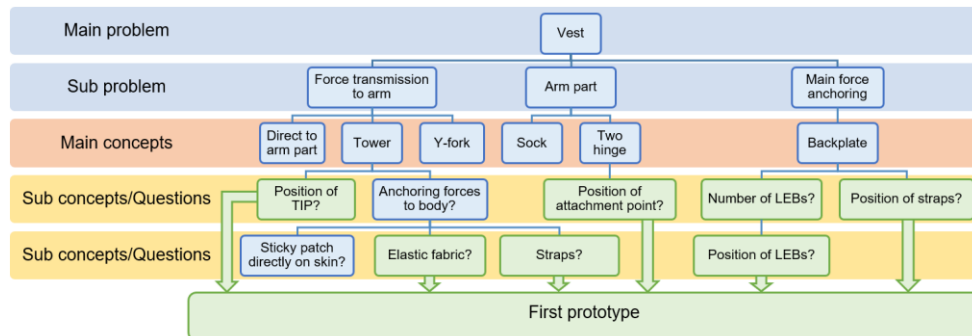 Main problem
Vest
Sub problem
Force transmission
to arm
Arm part
Main force
anchoring
Main concepts
Direct to
arm part
Tower
Y-fork
Sock
Two
hinge
Backplate
Sub concepts/Questions
Position of
TIP?
Anchoring forces
to body?
Position of
attachment point?
Number of LEBs?
Position of straps?
Sub concepts/Questions
Sticky patch
directly on skin?
Elastic fabric?
Straps?
Position of LEBs?
First prototype